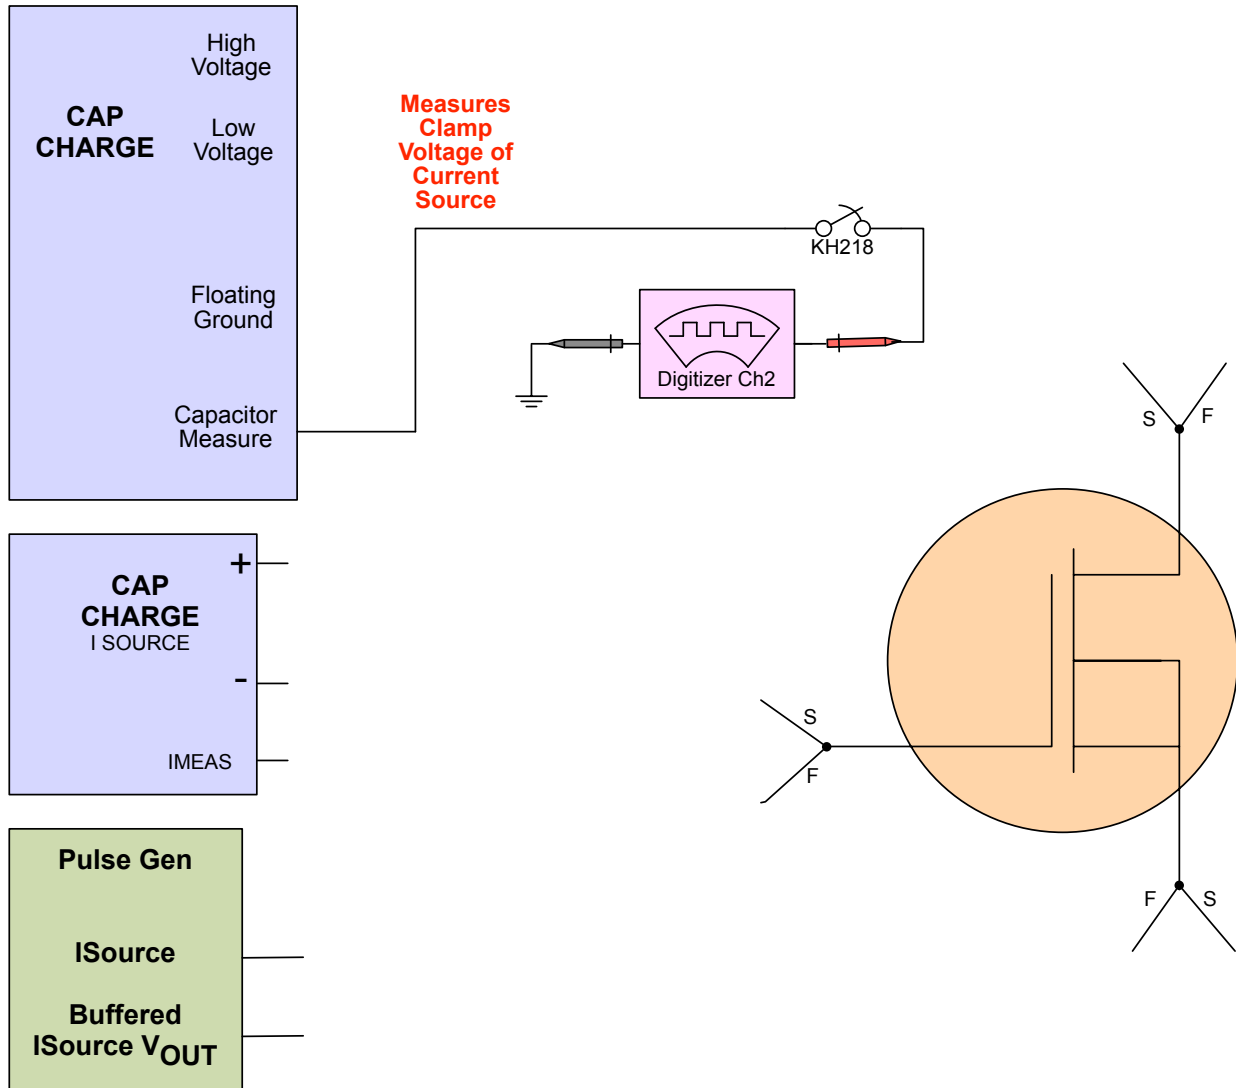 High
Voltage
CAP
CHARGE
Low
Voltage
Floating
Ground
Capacitor
Measure
Measures
Clamp
Voltage of
Current
Source
KH218
Digitizer Ch2
S
F
CAP
CHARGE
I SOURCE
+
-
IMEAS
S
F
F
S
Pulse Gen
ISource
Buffered
ISource VOUT